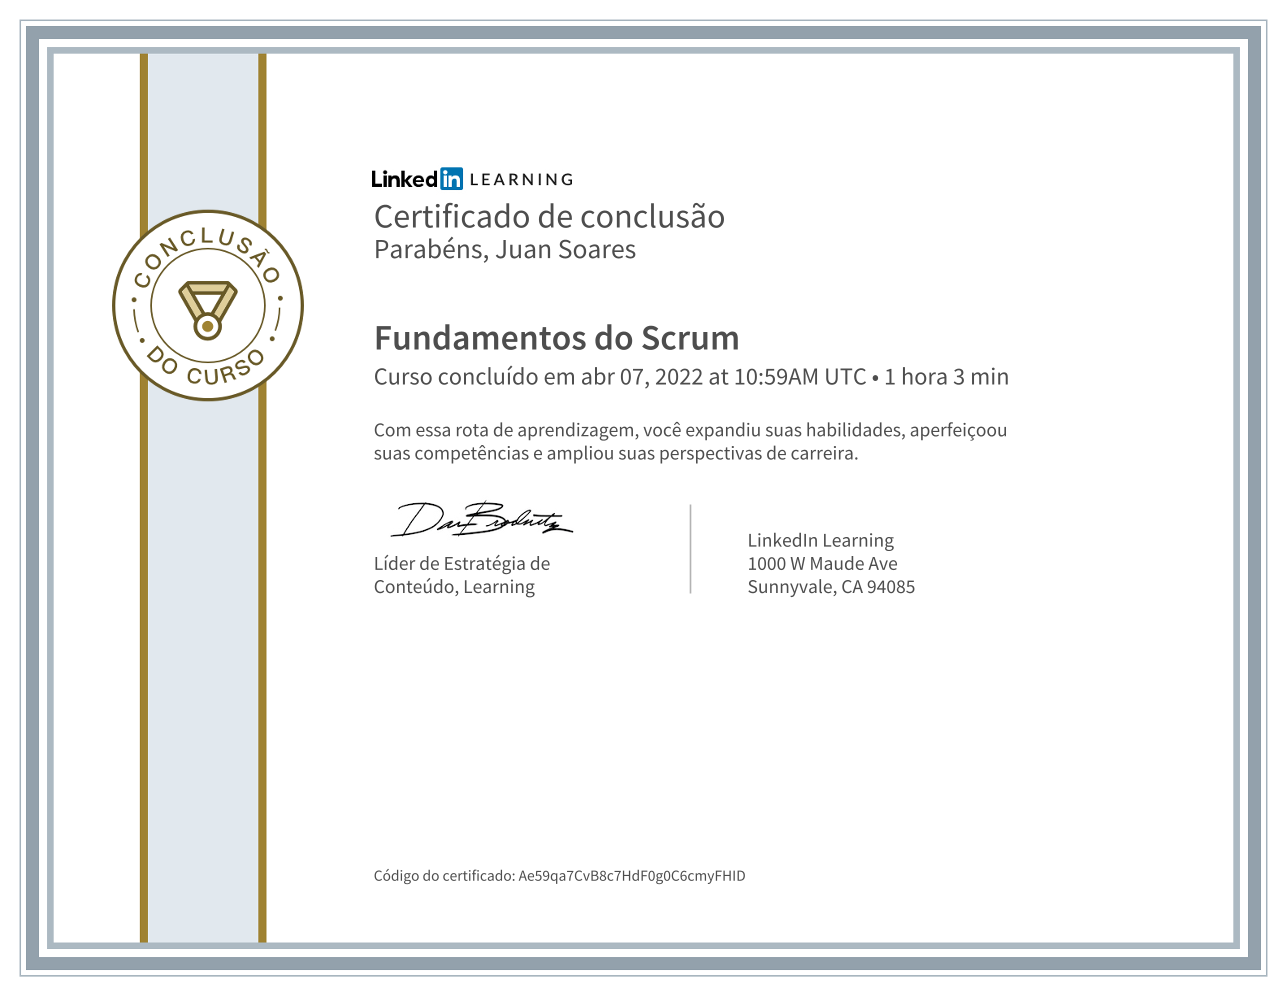 CONCLUSÃO
DO CURSO
Linked in LEARNING
Certificado de conclusão
Parabéns, Juan Soares
Fundamentos do Scrum
Curso concluído em abr 07, 2022 at 10:59AM UTC • 1 hora 3 min
Com essa rota de aprendizagem, você expandiu suas habilidades, aperfeiçoou
suas competências e ampliou suas perspectivas de carreira.
Líder de Estratégia de
Conteúdo, Learning
LinkedIn Learning
1000 W Maude Ave
Sunnyvale, CA 94085
Código do certificado: Ae59qa7CvB8c7HdF0g0C6cmyFHID